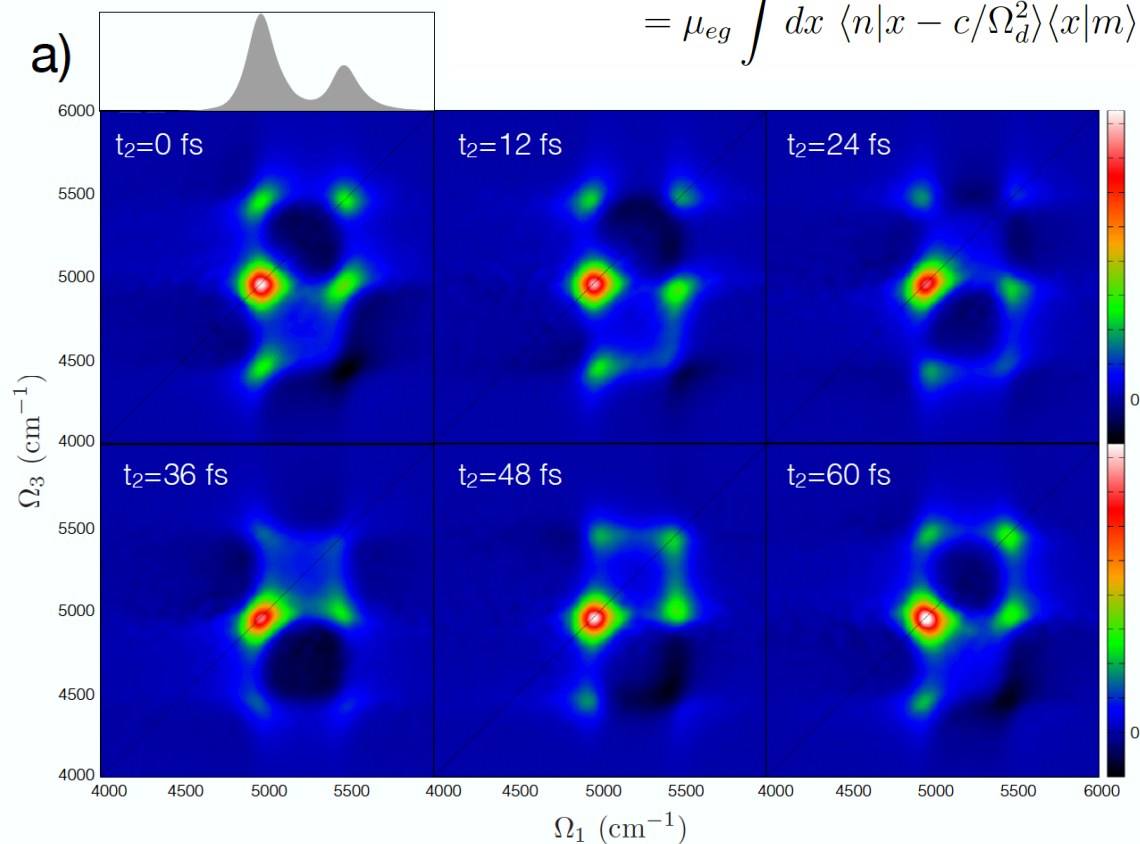 = μ_eg ∫ dx ⟨n|x − c/Ω_d^2⟩⟨x|m⟩
a)
6000
t₂=0 fs t₂=12 fs t₂=24 fs
5500
5000
4500
0
4000
t₂=36 fs t₂=48 fs t₂=60 fs
Ω₃ (cm⁻¹)
5500
5000
4500
0
4000
4000 4500 5000 5500 4000 4500 5000 5500 4000 4500 5000 5500 6000
Ω₁ (cm⁻¹)